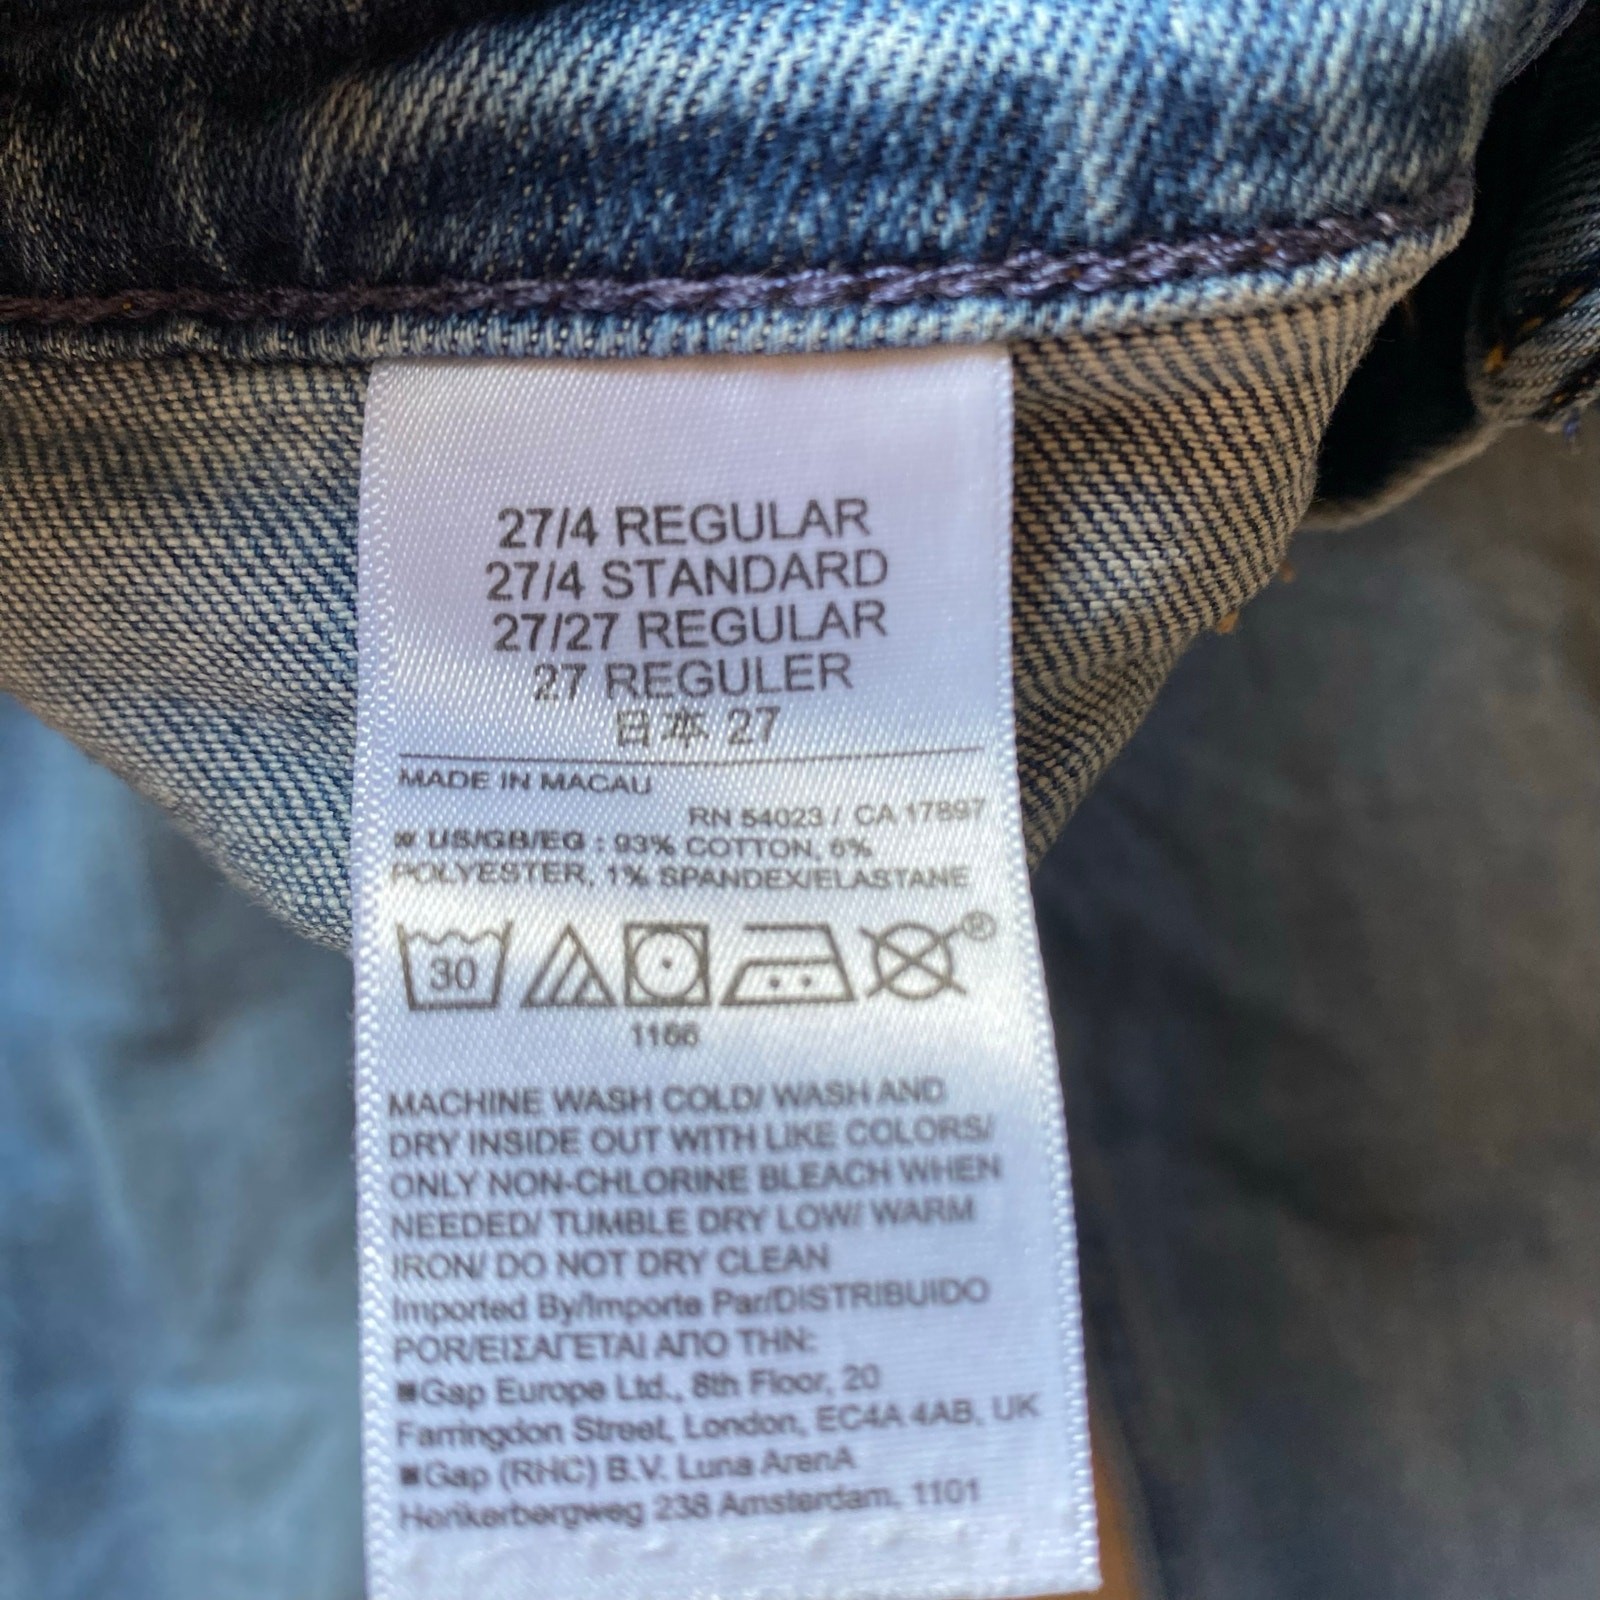 27/4 REGULAR
27/4 STANDARD
27/27 REGULAR
27 REGULER
日本 27
MADE IN MACAU
RN 54023 / CA 17897
US/GB/EG : 93% COTTON, 6%
POLYESTER, 1% SPANDEX/ELASTANE
30
®
1166
MACHINE WASH COLD/ WASH AND
DRY INSIDE OUT WITH LIKE COLORS/
ONLY NON-CHLORINE BLEACH WHEN
NEEDED/ TUMBLE DRY LOW/ WARM
IRON/ DO NOT DRY CLEAN
Imported By/Importe Par/DISTRIBUIDO
POR/ΕΙΣΑΓΕΤΑΙ ΑΠΟ ΤΗΝ:
■Gap Europe Ltd., 8th Floor, 20
Farringdon Street, London, EC4A 4AB, UK
■Gap (RHC) B.V. Luna ArenA
Herikerbergweg 238 Amsterdam, 1101